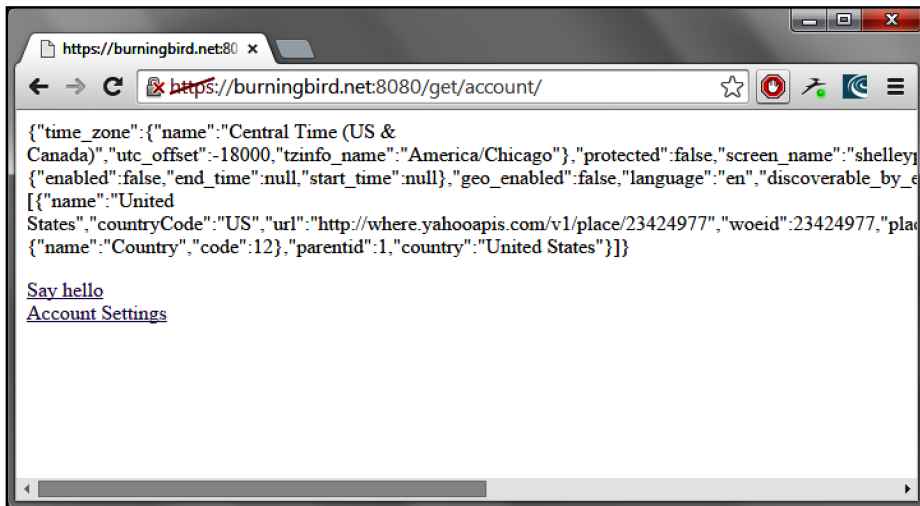 https://burningbird.net:80
https://burningbird.net:8080/get/account/
{"time_zone":{"name":"Central Time (US &
Canada)","utc_offset":-18000,"tzinfo_name":"America/Chicago"},"protected":false,"screen_name":"shelley
{"enabled":false,"end_time":null,"start_time":null},"geo_enabled":false,"language":"en","discoverable_by_e
[{"name":"United
States","countryCode":"US","url":"http://where.yahooapis.com/v1/place/23424977","woeid":23424977,"plac
{"name":"Country","code":12},"parentid":1,"country":"United States"}]}
Say hello
Account Settings